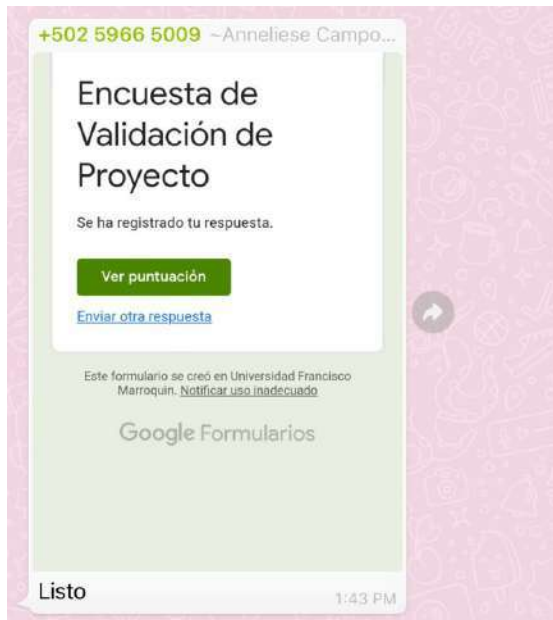 +502 5966 5009 ~Anneliese Campo...
Encuesta de
Validación de
Proyecto
Se ha registrado tu respuesta.
Ver puntuación
Enviar otra respuesta
Este formulario se creó en Universidad Francisco
Marroquin. Notificar uso inadecuado
Google Formularios
Listo
1:43 PM